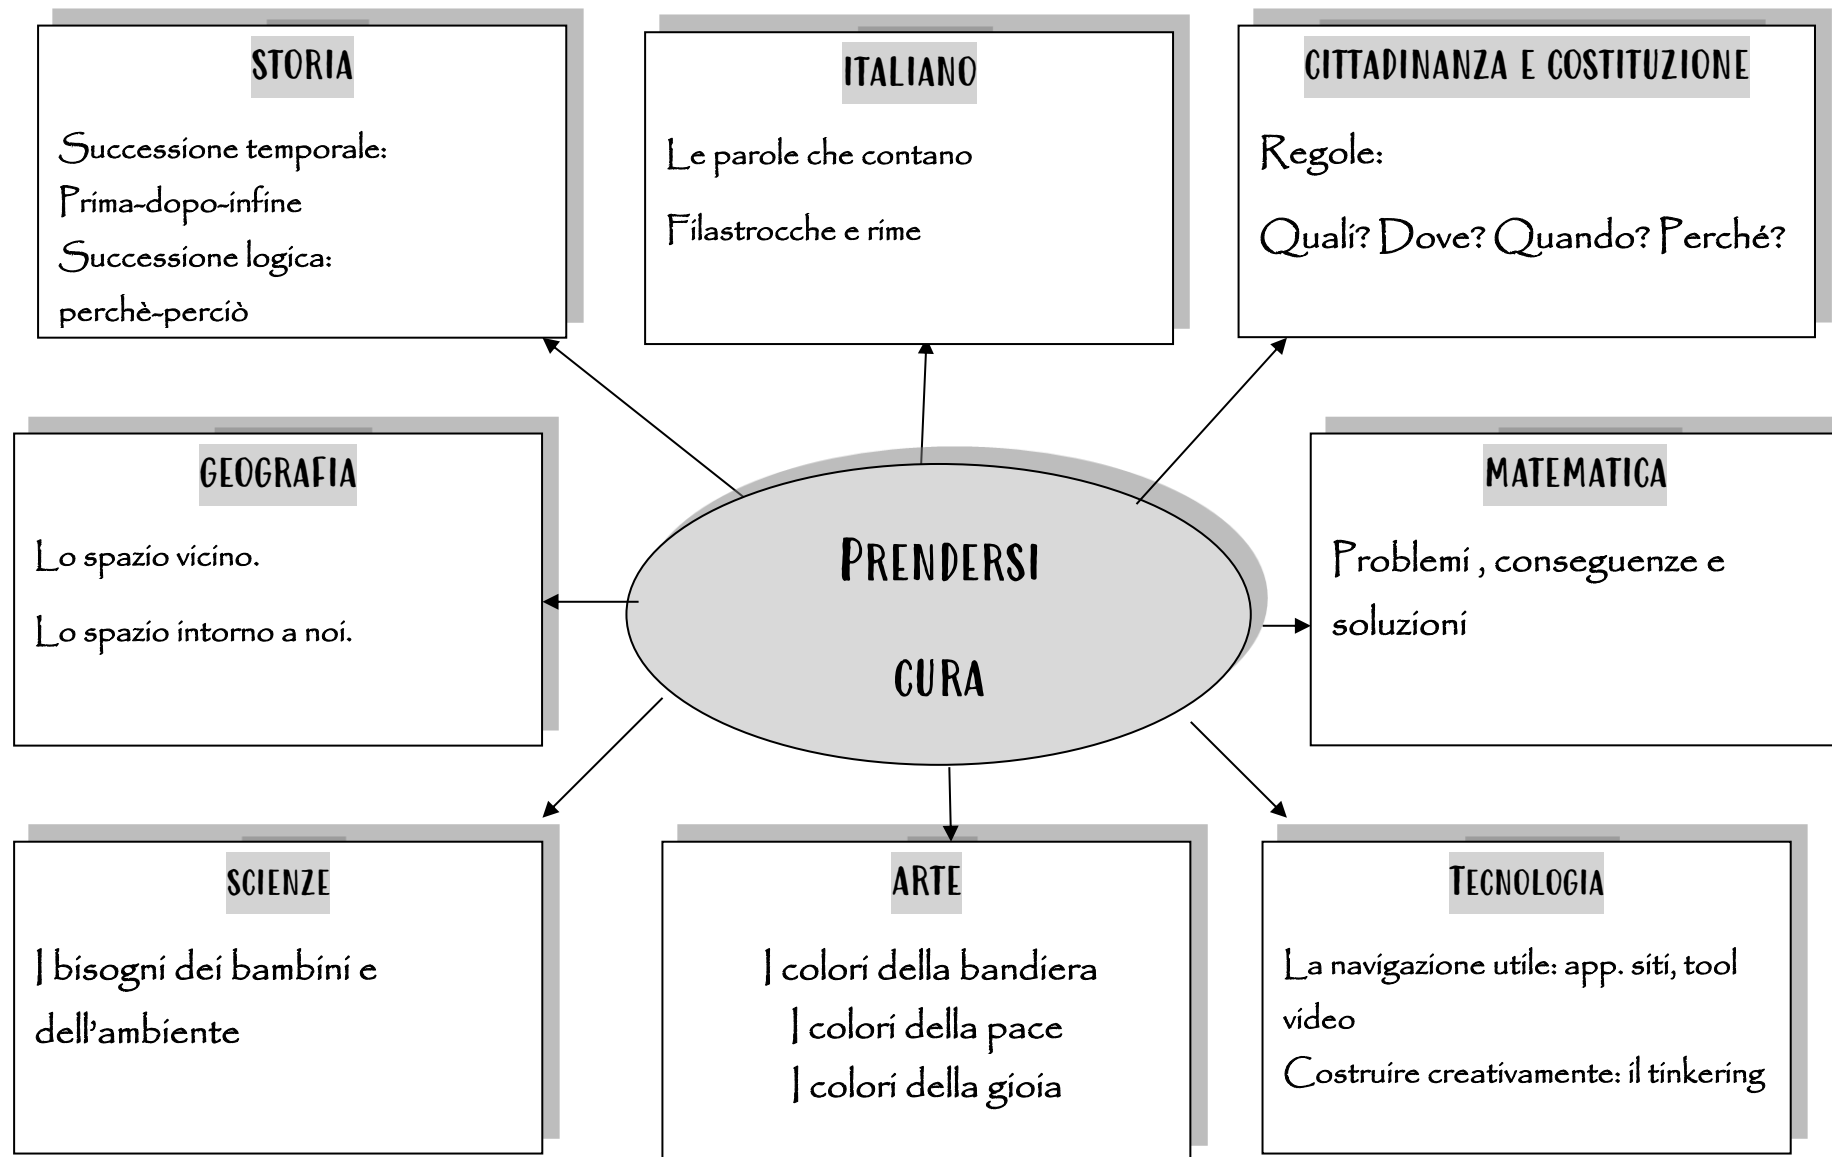 STORIA
Successione temporale:
Prima-dopo-infine
Successione logica:
perchè-perciò
ITALIANO
Le parole che contano
Filastrocche e rime
CITTADINANZA E COSTITUZIONE
Regole:
Quali? Dove? Quando? Perché?
GEOGRAFIA
Lo spazio vicino.
Lo spazio intorno a noi.
PRENDERSI
CURA
MATEMATICA
Problemi , conseguenze e
soluzioni
SCIENZE
I bisogni dei bambini e
dell’ambiente
ARTE
I colori della bandiera
I colori della pace
I colori della gioia
TECNOLOGIA
La navigazione utile: app. siti, tool
video
Costruire creativamente: il tinkering